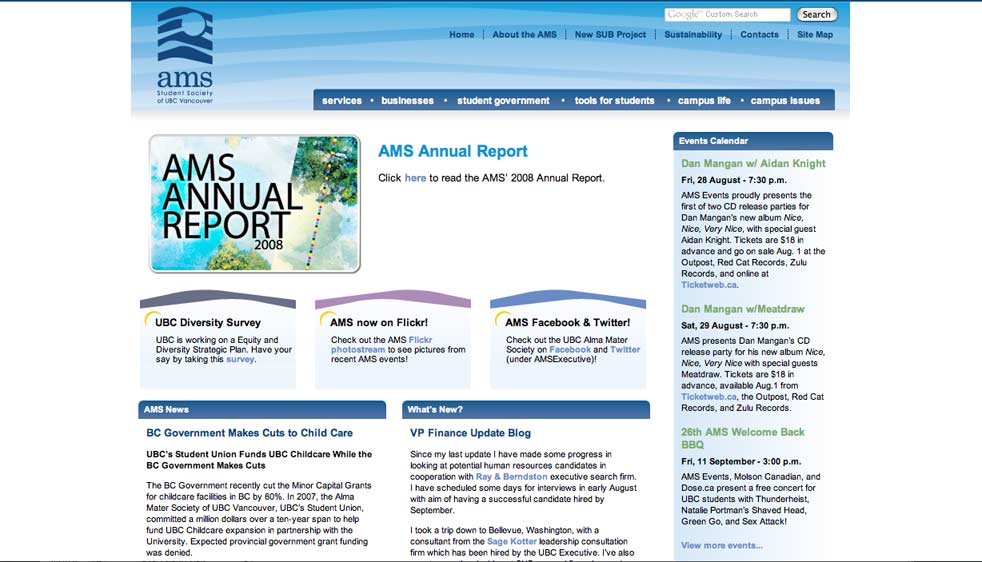 Google™ Custom Search
Search
Home
About the AMS
New SUB Project
Sustainability
Contacts
Site Map
ams
Student Society
of UBC Vancouver
services • businesses • student government • tools for students • campus life • campus issues
AMS
ANNUAL
REPORT
2008
AMS Annual Report
Click here to read the AMS' 2008 Annual Report.
UBC Diversity Survey
UBC is working on a Equity and
Diversity Strategic Plan. Have your
say by taking this survey.
AMS now on Flickr!
Check out the AMS Flickr
photostream to see pictures from
recent AMS events!
AMS Facebook & Twitter!
Check out the UBC Alma Mater
Society on Facebook and Twitter
(under AMSExecutive)!
AMS News
BC Government Makes Cuts to Child Care
UBC's Student Union Funds UBC Childcare While the
BC Government Makes Cuts
The BC Government recently cut the Minor Capital Grants
for childcare facilities in BC by 60%. In 2007, the Alma
Mater Society of UBC Vancouver, UBC's Student Union,
committed a million dollars over a ten-year span to help
fund UBC Childcare expansion in partnership with the
University. Expected provincial government grant funding
was denied.
What's New?
VP Finance Update Blog
Since my last update I have made some progress in
looking at potential human resources candidates in
cooperation with Ray & Berndston executive search firm.
I have scheduled some days for interviews in early August
with aim of having a successful candidate hired by
September.
I took a trip down to Bellevue, Washington, with a
consultant from the Sage Kotter leadership consultation
firm which has been hired by the UBC Executive. I've also
Events Calendar
Dan Mangan w/ Aidan Knight
Fri, 28 August - 7:30 p.m.
AMS Events proudly presents the
first of two CD release parties for
Dan Mangan's new album Nice,
Nice, Very Nice, with special guest
Aidan Knight. Tickets are $18 in
advance and go on sale Aug. 1 at the
Outpost, Red Cat Records, Zulu
Records, and online at
Ticketweb.ca.
Dan Mangan w/Meatdraw
Sat, 29 August - 7:30 p.m.
AMS presents Dan Mangan's CD
release party for his new album Nice,
Nice, Very Nice with special guests
Meatdraw. Tickets are $18 in
advance, available Aug.1 from
Ticketweb.ca, the Outpost, Red Cat
Records, and Zulu Records.
26th AMS Welcome Back
BBQ
Fri, 11 September - 3:00 p.m.
AMS Events, Molson Canadian, and
Dose.ca present a free concert for
UBC students with Thunderheist,
Natalie Portman's Shaved Head,
Green Go, and Sex Attack!
View more events...